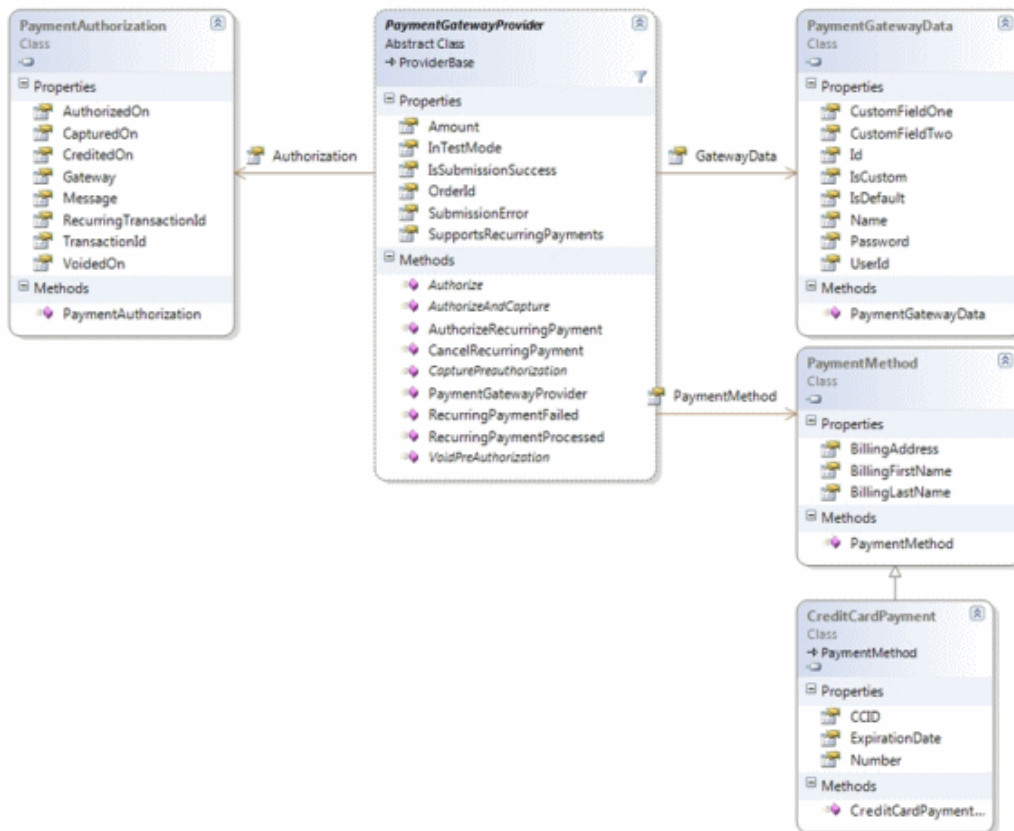 PaymentAuthorization
Class
Properties
AuthorizedOn
CapturedOn
CreditedOn
Gateway
Message
RecurringTransactionId
TransactionId
VoidedOn
Methods
PaymentAuthorization
Authorization
PaymentGatewayProvider
Abstract Class
ProviderBase
Properties
Amount
InTestMode
IsSubmissionSuccess
OrderId
SubmissionError
SupportsRecurringPayments
Methods
Authorize
AuthorizeAndCapture
AuthorizeRecurringPayment
CancelRecurringPayment
CapturePreauthorization
PaymentGatewayProvider
RecurringPaymentFailed
RecurringPaymentProcessed
VoidPreAuthorization
GatewayData
PaymentGatewayData
Class
Properties
CustomFieldOne
CustomFieldTwo
Id
IsCustom
IsDefault
Name
Password
UserId
Methods
PaymentGatewayData
PaymentMethod
PaymentMethod
Class
Properties
BillingAddress
BillingFirstName
BillingLastName
Methods
PaymentMethod
CreditCardPayment
Class
PaymentMethod
Properties
CCID
ExpirationDate
Number
Methods
CreditCardPayment...